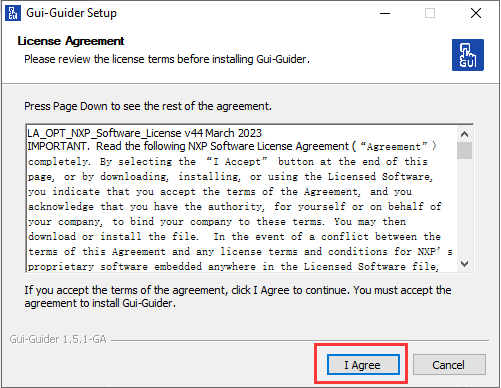 Gui-Guider Setup
License Agreement
Please review the license terms before installing Gui-Guider.
GUI
Press Page Down to see the rest of the agreement.
LA_OPT_NXP_Software_License v44 March 2023
IMPORTANT. Read the following NXP Software License Agreement (“Agreement”)
completely. By selecting the “I Accept” button at the end of this
page, or by downloading, installing, or using the Licensed Software,
you indicate that you accept the terms of the Agreement, and you
acknowledge that you have the authority, for yourself or on behalf of
your company, to bind your company to these terms. You may then
download or install the file. In the event of a conflict between the
terms of this Agreement and any license terms and conditions for NXP’s
proprietary software embedded anywhere in the Licensed Software file,
If you accept the terms of the agreement, click I Agree to continue. You must accept the
agreement to install Gui-Guider.
Gui-Guider 1.5.1-GA
I Agree
Cancel